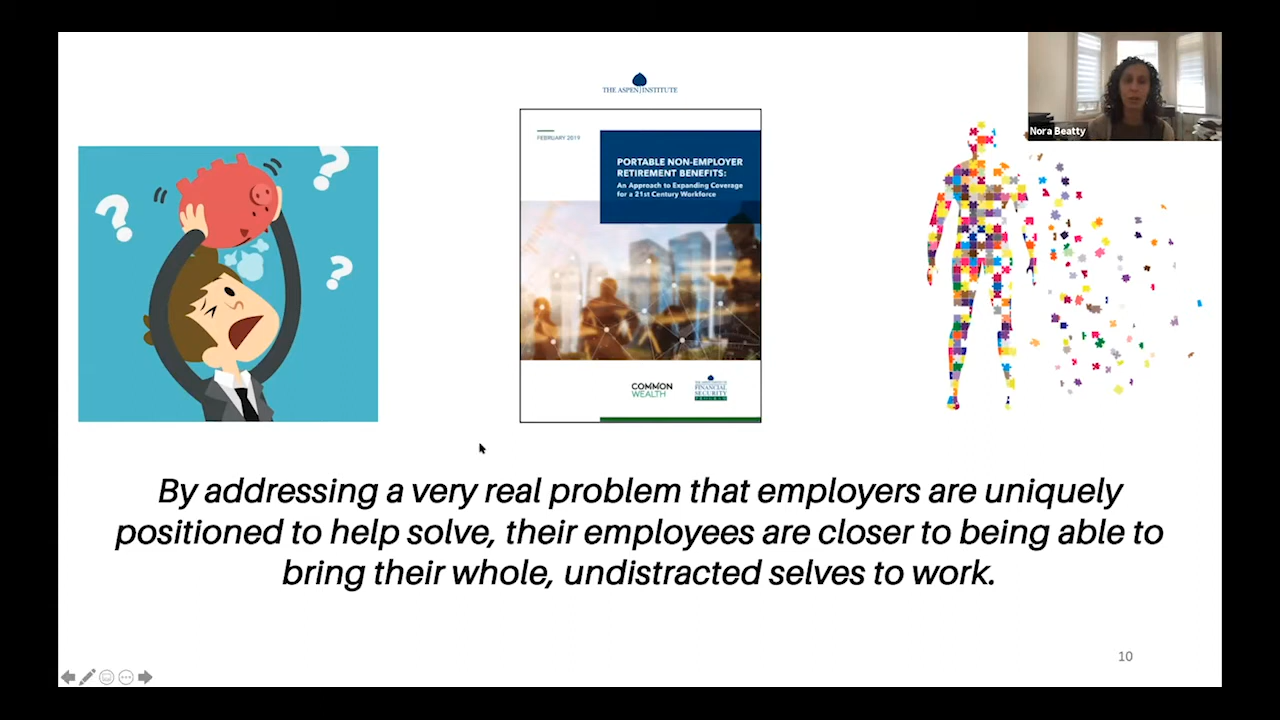 THE ASPEN INSTITUTE
FEBRUARY 2019
PORTABLE NON-EMPLOYER
RETIREMENT BENEFITS:
An Approach to Expanding Coverage
for a 21st Century Workforce
COMMON
WEALTH
THE ASPEN INSTITUTE
FINANCIAL
SECURITY
PROGRAM
Nora Beatty
?
?
?
By addressing a very real problem that employers are uniquely
positioned to help solve, their employees are closer to being able to
bring their whole, undistracted selves to work.
10